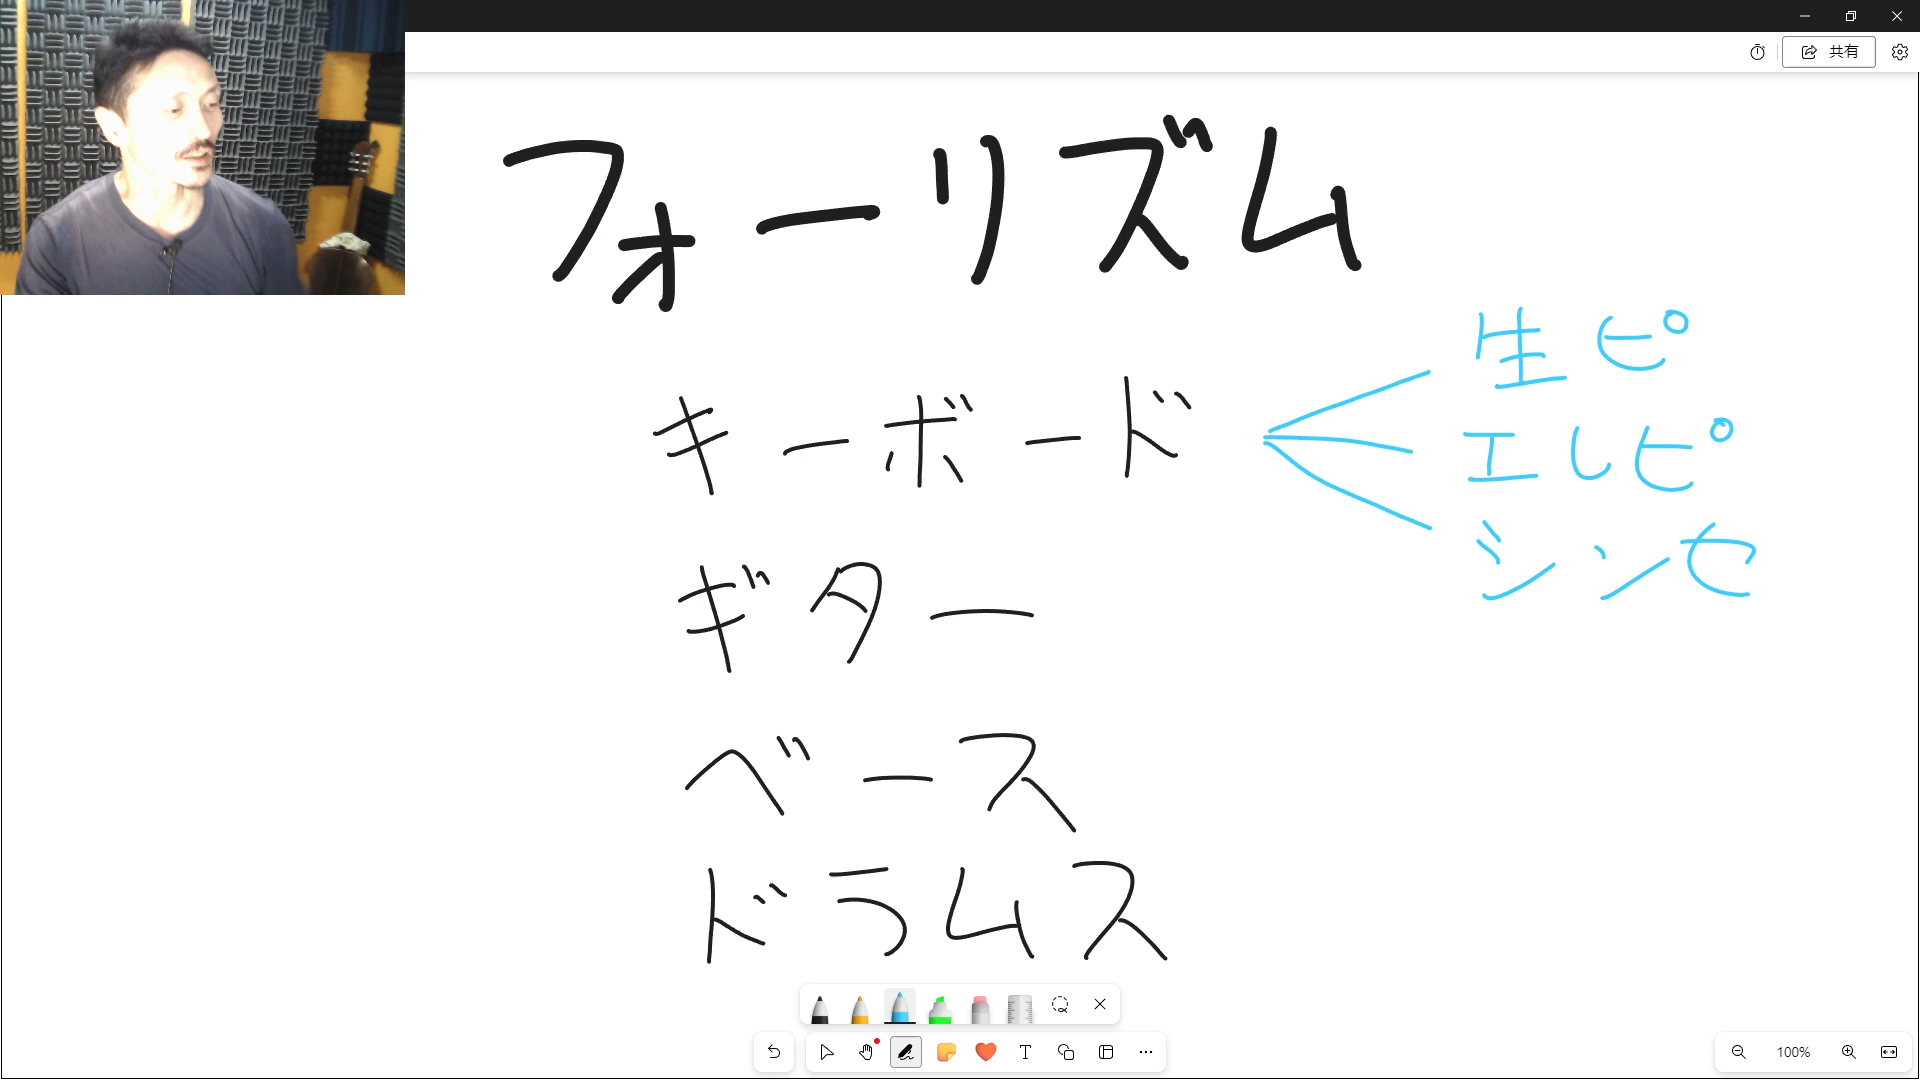 共有
フォーリズム
キーボード
生ピ
エレピ
シンセ
ギター
ベース
ドラムス
100%